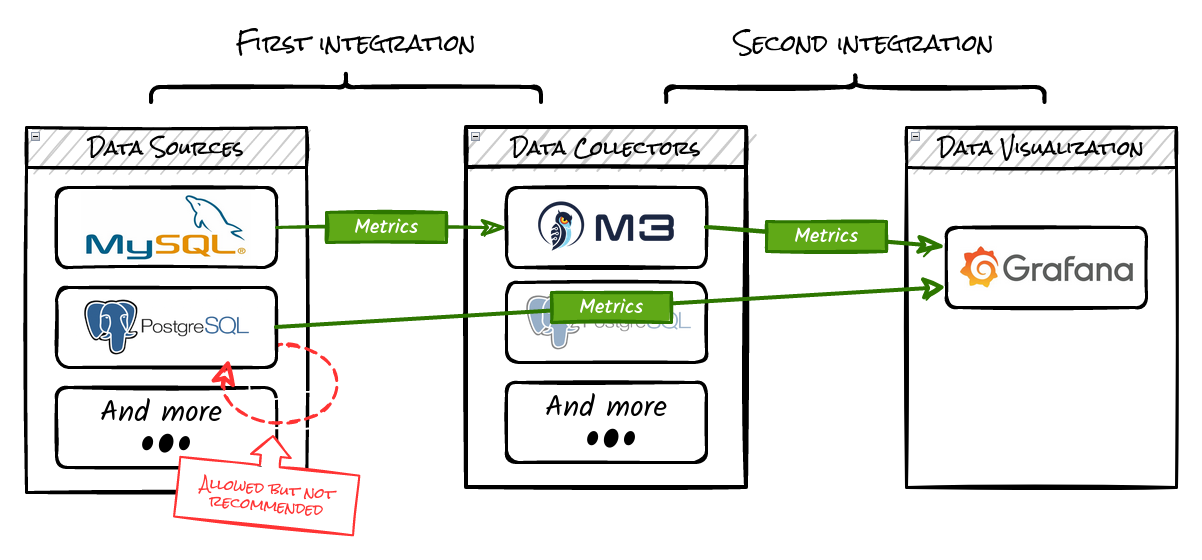 First integration
Second integration
Data Sources
Data Collectors
Data Visualization
MySQL®
Metrics
M3
Metrics
Grafana
PostgreSQL
Metrics
PostgreSQL
And more
And more
Allowed but not
recommended